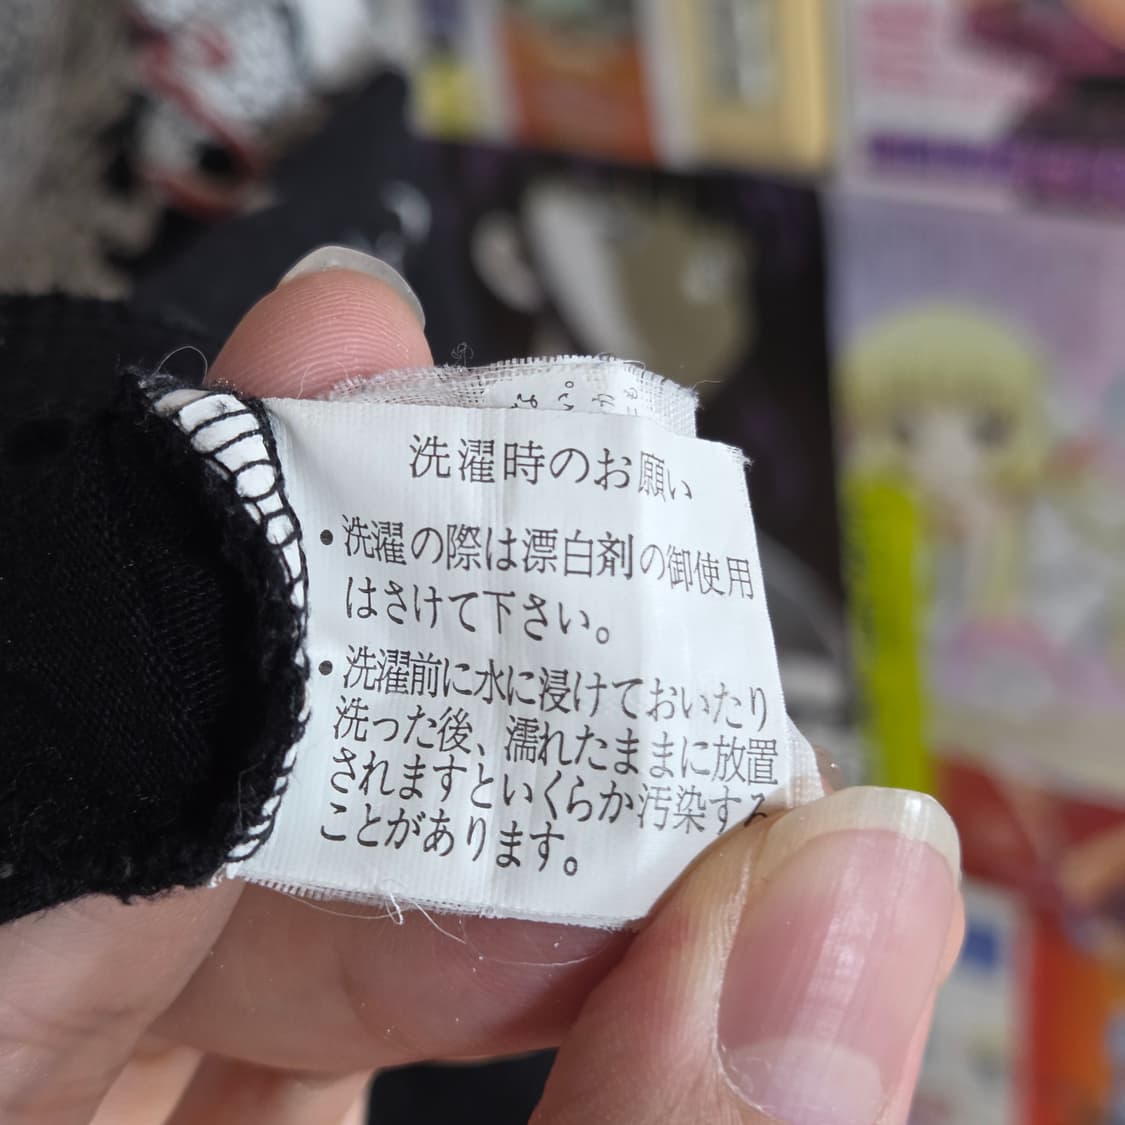 洗濯時のお願い
・洗濯の際は漂白剤の御使用
はさけて下さい。
・洗濯前に水に浸けておいたり
洗った後、濡れたままに放置
されますといくらか汚染する
ことがあります。